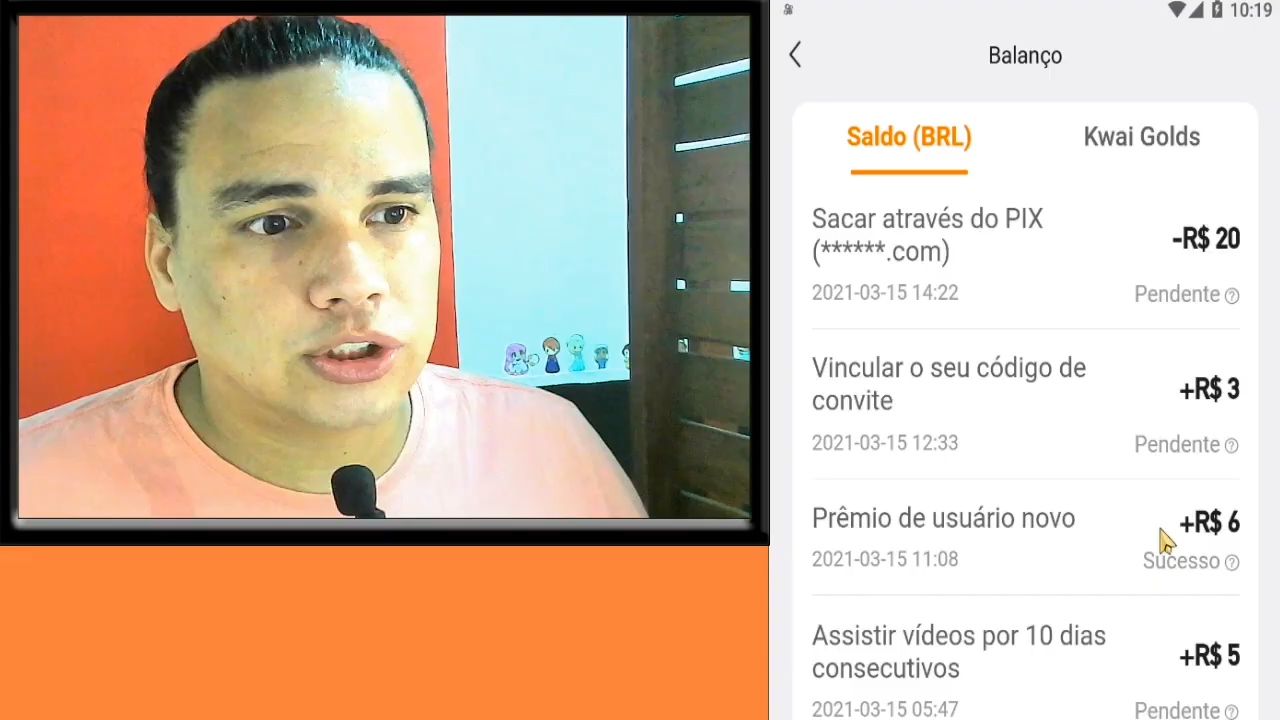 10:19
Balanço
Saldo (BRL)
Kwai Golds
Sacar através do PIX
(******.com)
-R$ 20
2021-03-15 14:22
Pendente ?
Vincular o seu código de
convite
+R$ 3
2021-03-15 12:33
Pendente ?
Prêmio de usuário novo
+R$ 6
2021-03-15 11:08
Sucesso ?
Assistir vídeos por 10 dias
consecutivos
+R$ 5
2021-03-15 05:47
Pendente ?